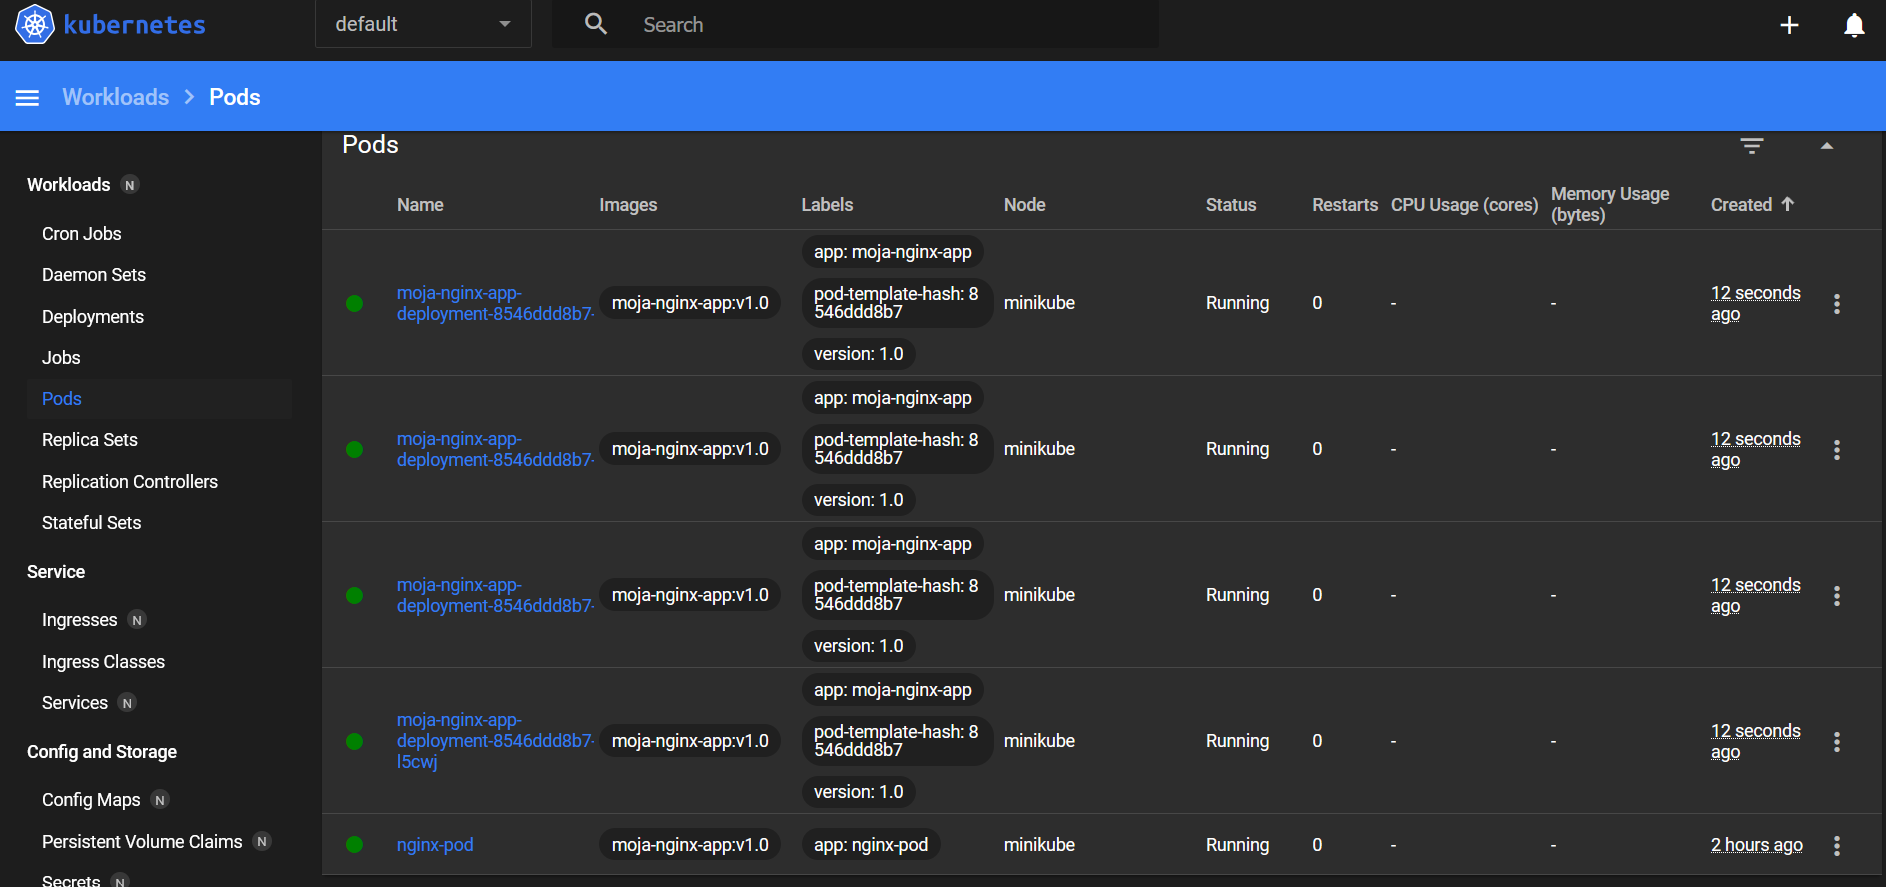 kubernetes
default
Search
Workloads > Pods
Workloads N
Cron Jobs
Daemon Sets
Deployments
Jobs
Pods
Replica Sets
Replication Controllers
Stateful Sets
Service
Ingresses N
Ingress Classes
Services N
Config and Storage
Config Maps N
Persistent Volume Claims N
Secrets N
Pods
Name
Images
Labels
Node
Status
Restarts
CPU Usage (cores)
Memory Usage
(bytes)
Created
moja-nginx-app-
deployment-8546ddd8b7-
moja-nginx-app:v1.0
app: moja-nginx-app
pod-template-hash: 8
546ddd8b7
version: 1.0
minikube
Running
0
-
-
12 seconds
ago
moja-nginx-app-
deployment-8546ddd8b7-
moja-nginx-app:v1.0
app: moja-nginx-app
pod-template-hash: 8
546ddd8b7
version: 1.0
minikube
Running
0
-
-
12 seconds
ago
moja-nginx-app-
deployment-8546ddd8b7-
moja-nginx-app:v1.0
app: moja-nginx-app
pod-template-hash: 8
546ddd8b7
version: 1.0
minikube
Running
0
-
-
12 seconds
ago
moja-nginx-app-
deployment-8546ddd8b7-
l5cwj
moja-nginx-app:v1.0
app: moja-nginx-app
pod-template-hash: 8
546ddd8b7
version: 1.0
minikube
Running
0
-
-
12 seconds
ago
nginx-pod
moja-nginx-app:v1.0
app: nginx-pod
minikube
Running
0
-
-
2 hours ago